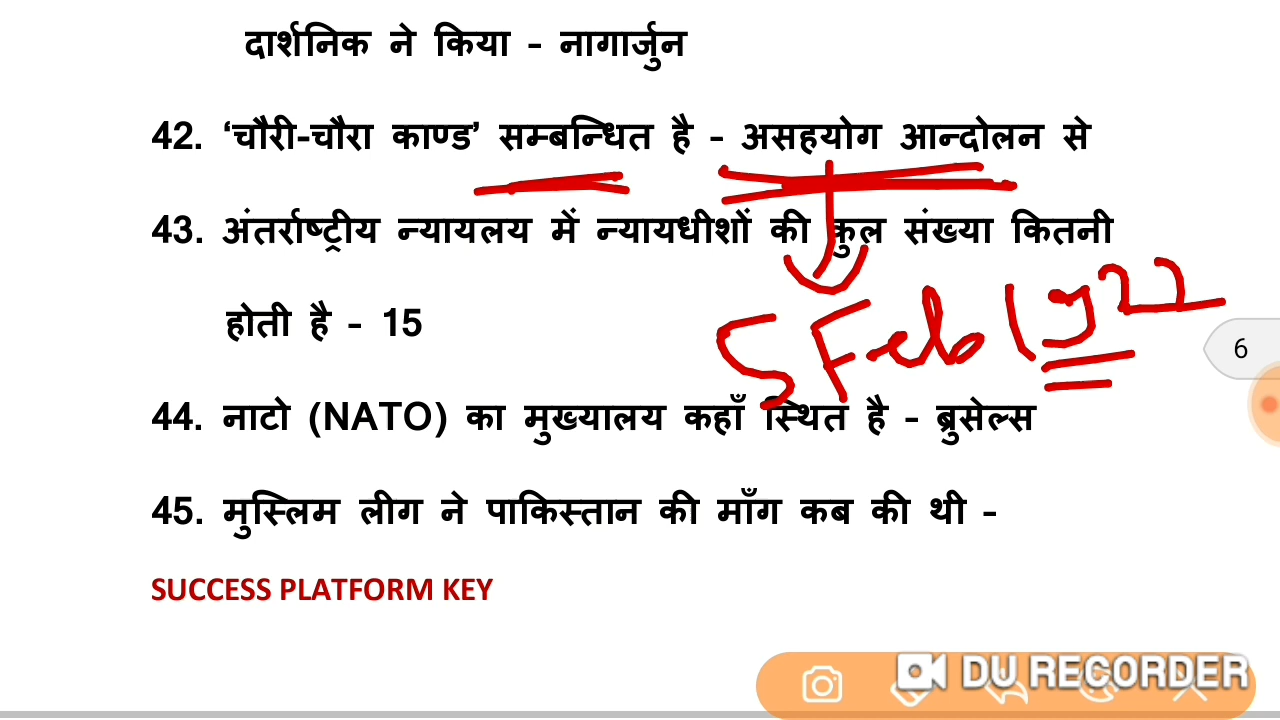 दार्शनिक ने किया – नागार्जुन
42. ‘चौरी-चौरा काण्ड’ सम्बन्धित है – असहयोग आन्दोलन से
43. अंतर्राष्ट्रीय न्यायलय में न्यायधीशों की कुल संख्या कितनी
होती है – 15
5 Feb 1922
6
44. नाटो (NATO) का मुख्यालय कहाँ स्थित है – ब्रुसेल्स
45. मुस्लिम लीग ने पाकिस्तान की माँग कब की थी –
SUCCESS PLATFORM KEY
DU RECORDER